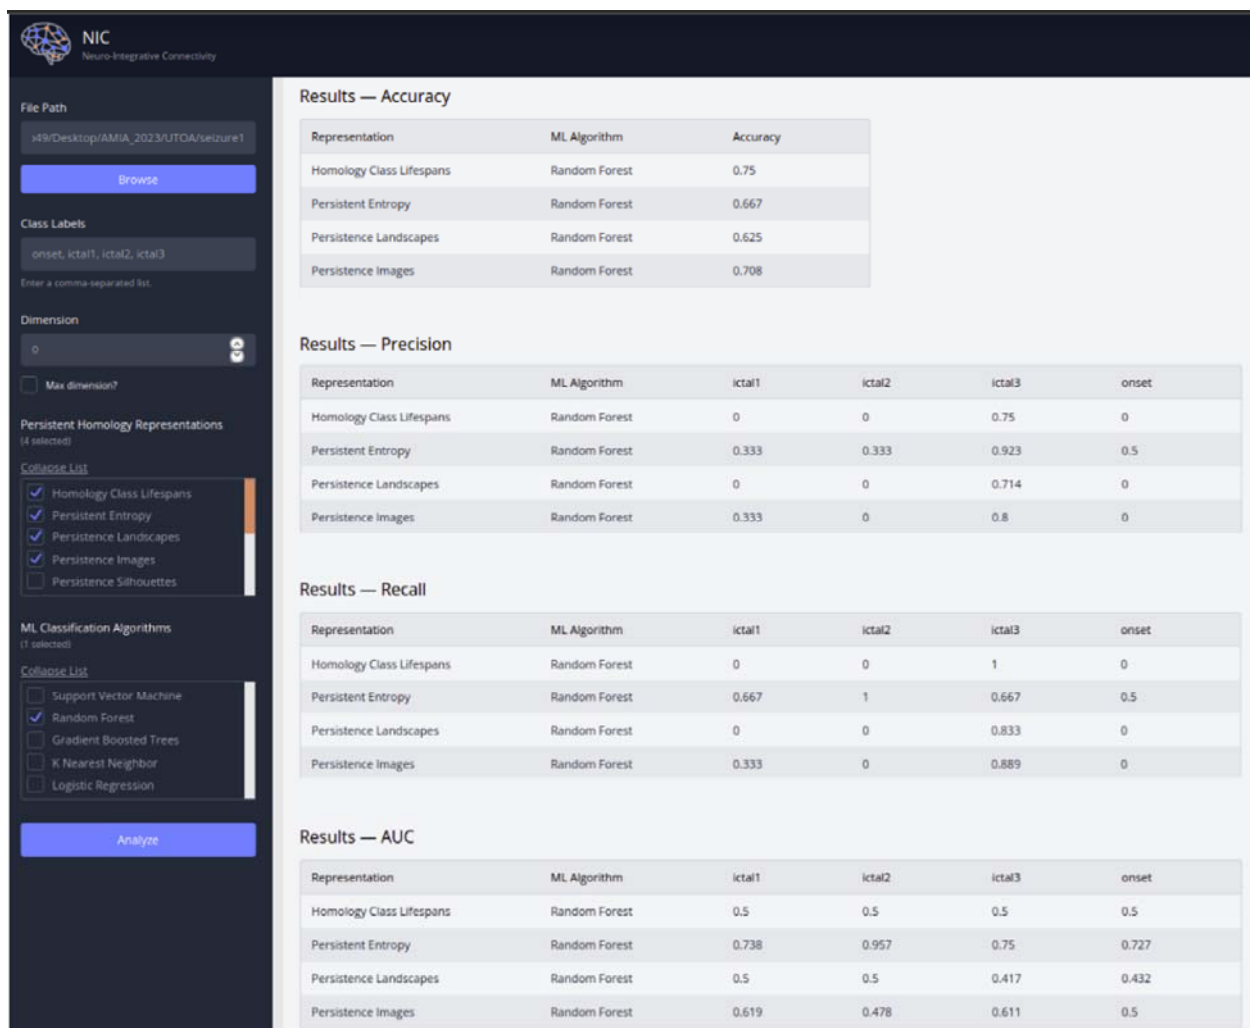 NIC
Neuro-Integrative Connectivity
File Path
›49/Desktop/AMIA_2023/UTOA/seizure1
Browse
Class Labels
onset, ictal1, ictal2, ictal3
Enter a comma-separated list.
Dimension
0
Max dimension?
Persistent Homology Representations
(4 selected)
Collapse List
Homology Class Lifespans
Persistent Entropy
Persistence Landscapes
Persistence Images
Persistence Silhouettes
ML Classification Algorithms
(1 selected)
Collapse List
Support Vector Machine
Random Forest
Gradient Boosted Trees
K Nearest Neighbor
Logistic Regression
Analyze
Results — Accuracy
Representation ML Algorithm Accuracy
Homology Class Lifespans Random Forest 0.75
Persistent Entropy Random Forest 0.667
Persistence Landscapes Random Forest 0.625
Persistence Images Random Forest 0.708
Results — Precision
Representation ML Algorithm ictal1 ictal2 ictal3 onset
Homology Class Lifespans Random Forest 0 0 0.75 0
Persistent Entropy Random Forest 0.333 0.333 0.923 0.5
Persistence Landscapes Random Forest 0 0 0.714 0
Persistence Images Random Forest 0.333 0 0.8 0
Results — Recall
Representation ML Algorithm ictal1 ictal2 ictal3 onset
Homology Class Lifespans Random Forest 0 0 1 0
Persistent Entropy Random Forest 0.667 1 0.667 0.5
Persistence Landscapes Random Forest 0 0 0.833 0
Persistence Images Random Forest 0.333 0 0.889 0
Results — AUC
Representation ML Algorithm ictal1 ictal2 ictal3 onset
Homology Class Lifespans Random Forest 0.5 0.5 0.5 0.5
Persistent Entropy Random Forest 0.738 0.957 0.75 0.727
Persistence Landscapes Random Forest 0.5 0.5 0.417 0.432
Persistence Images Random Forest 0.619 0.478 0.611 0.5